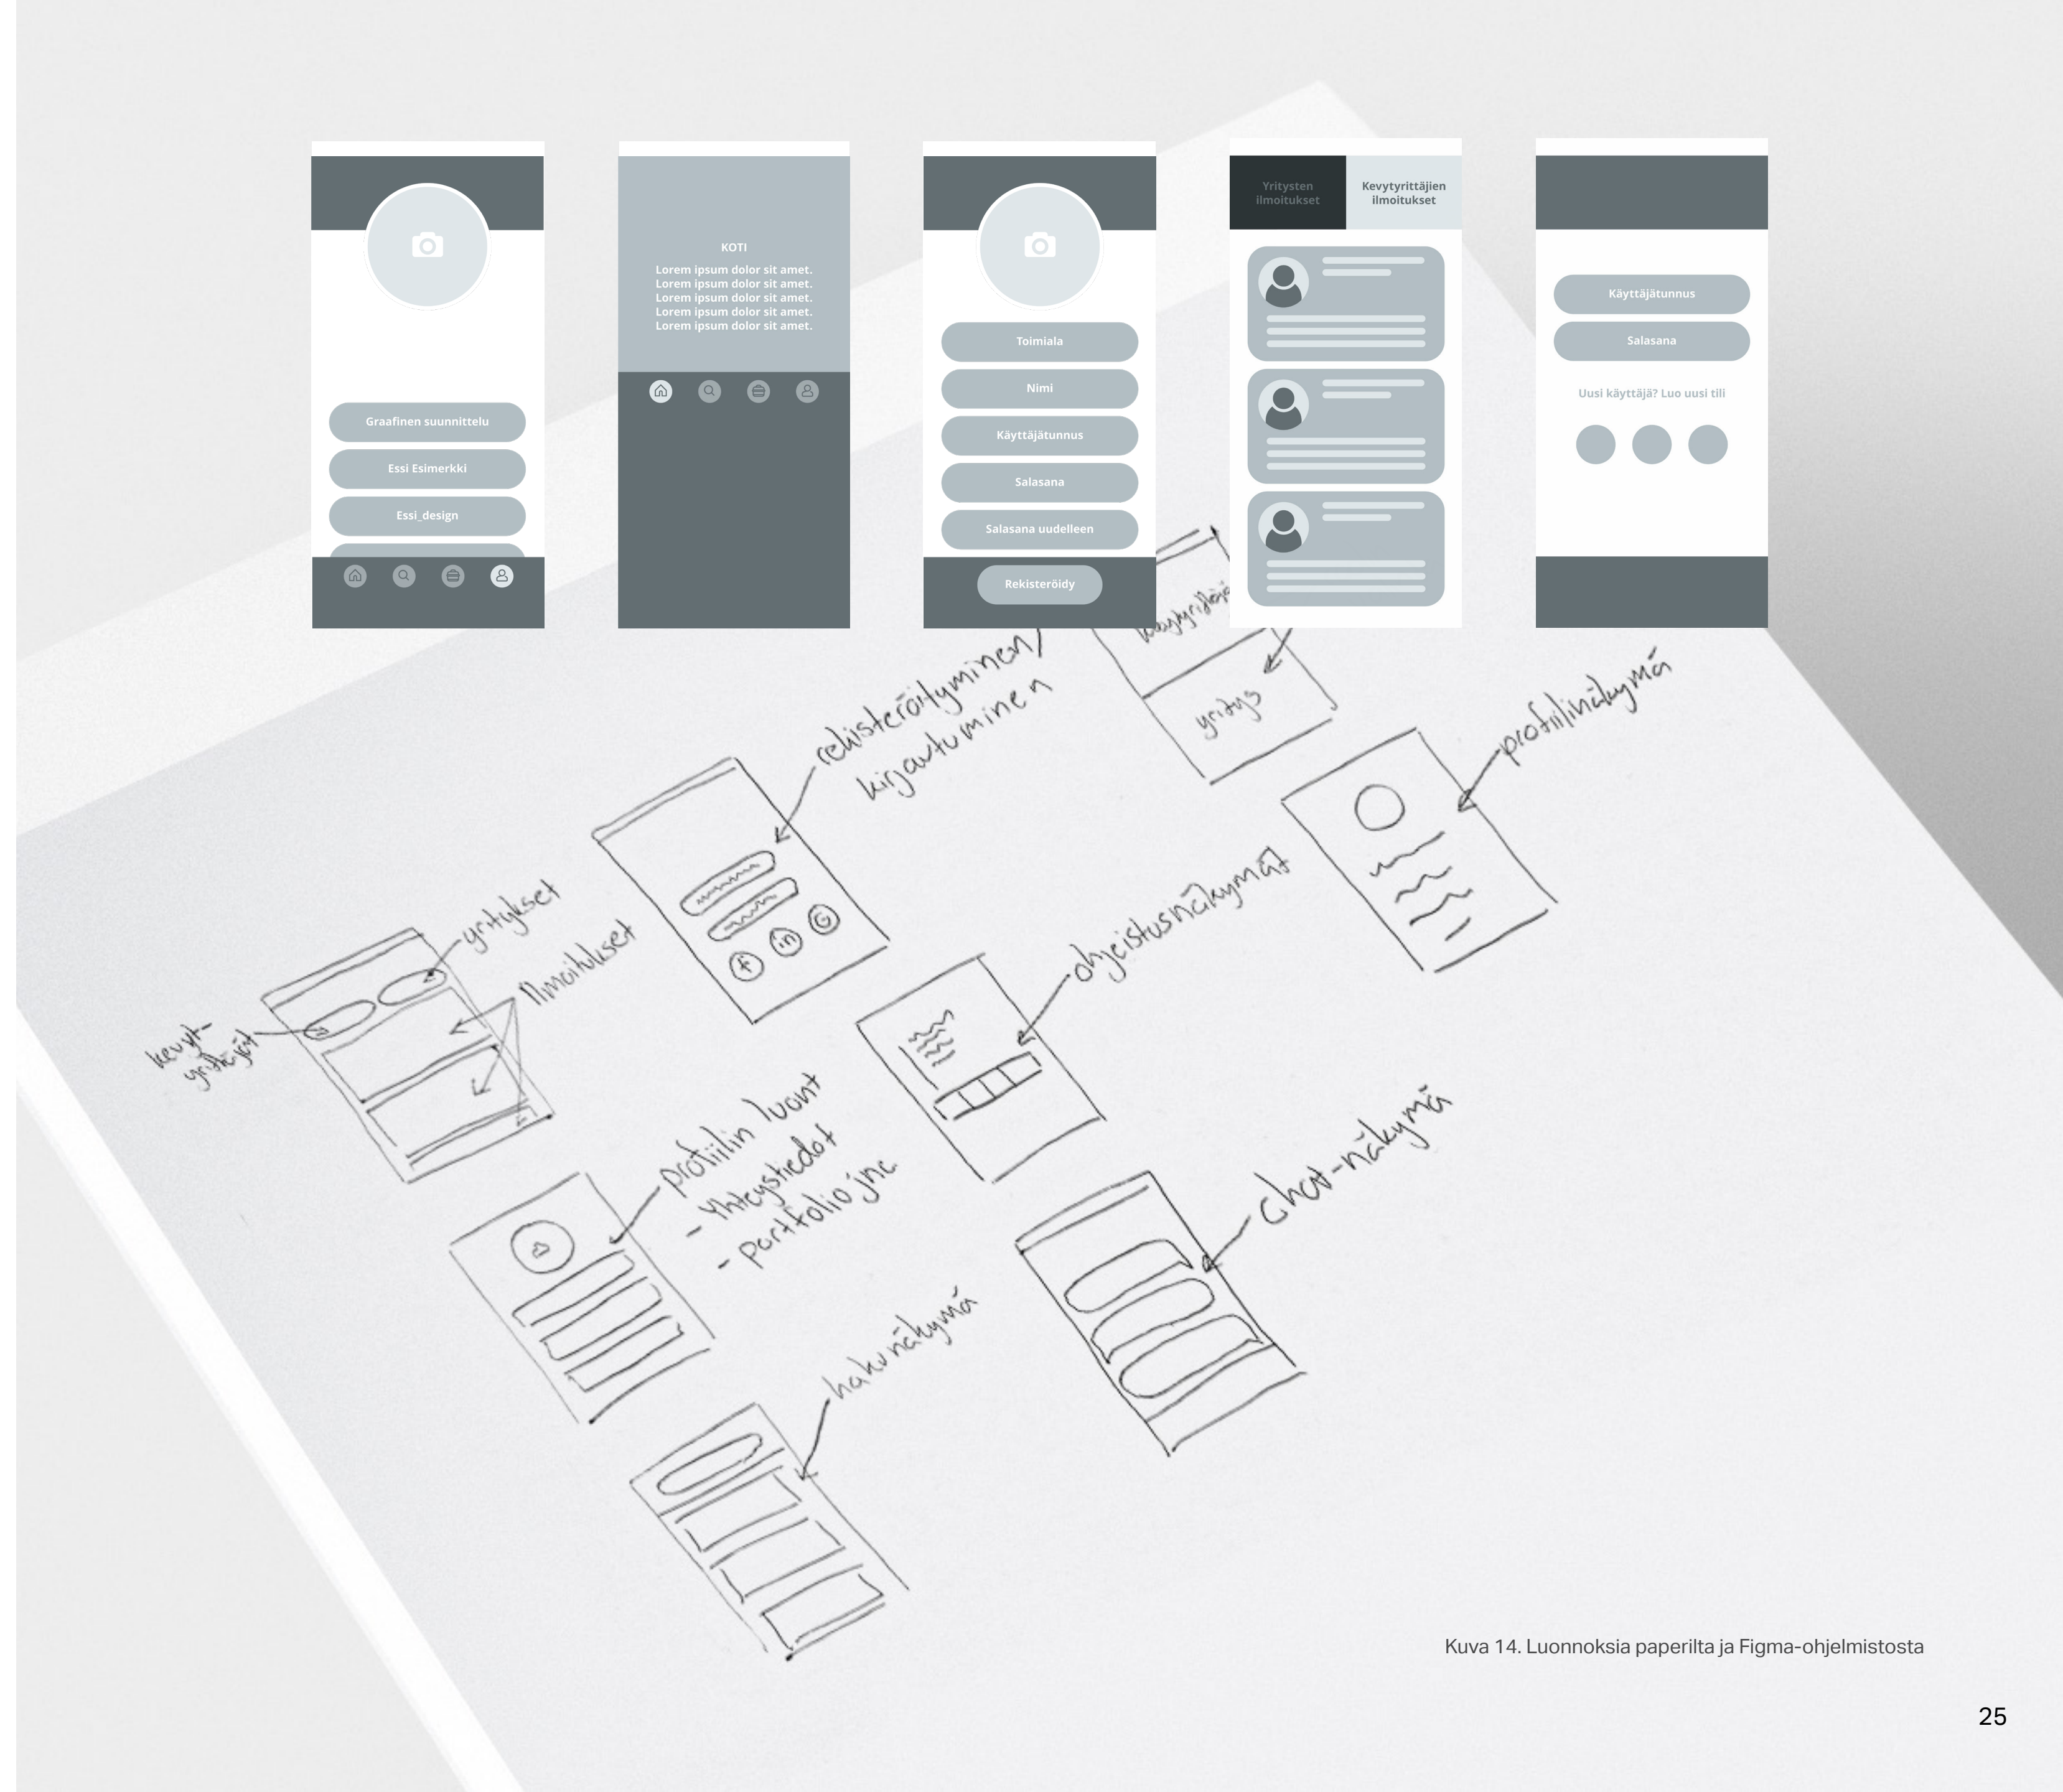 Graafinen suunnittelu
Essi Esimerkki
Essi_design
KOTI
Lorem ipsum dolor sit amet.
Lorem ipsum dolor sit amet.
Lorem ipsum dolor sit amet.
Lorem ipsum dolor sit amet.
Lorem ipsum dolor sit amet.
Toimiala
Nimi
Käyttäjätunnus
Salasana
Salasana uudelleen
Rekisteröidy
Yritysten
ilmoitukset
Kevytyrittäjien
ilmoitukset
Käyttäjätunnus
Salasana
Uusi käyttäjä? Luo uusi tili
yritys
profiilinäkymä
rekisteröityminen/
kirjautuminen
f in G
yritykset
Ilmoitukset
kevyt-
yrittäjät
ohjeistusnäkymät
profiilin luont
- Yhteystiedot
- portfolio jne.
chat-näkymä
hakunäkymä
Kuva 14. Luonnoksia paperilta ja Figma-ohjelmistosta
25